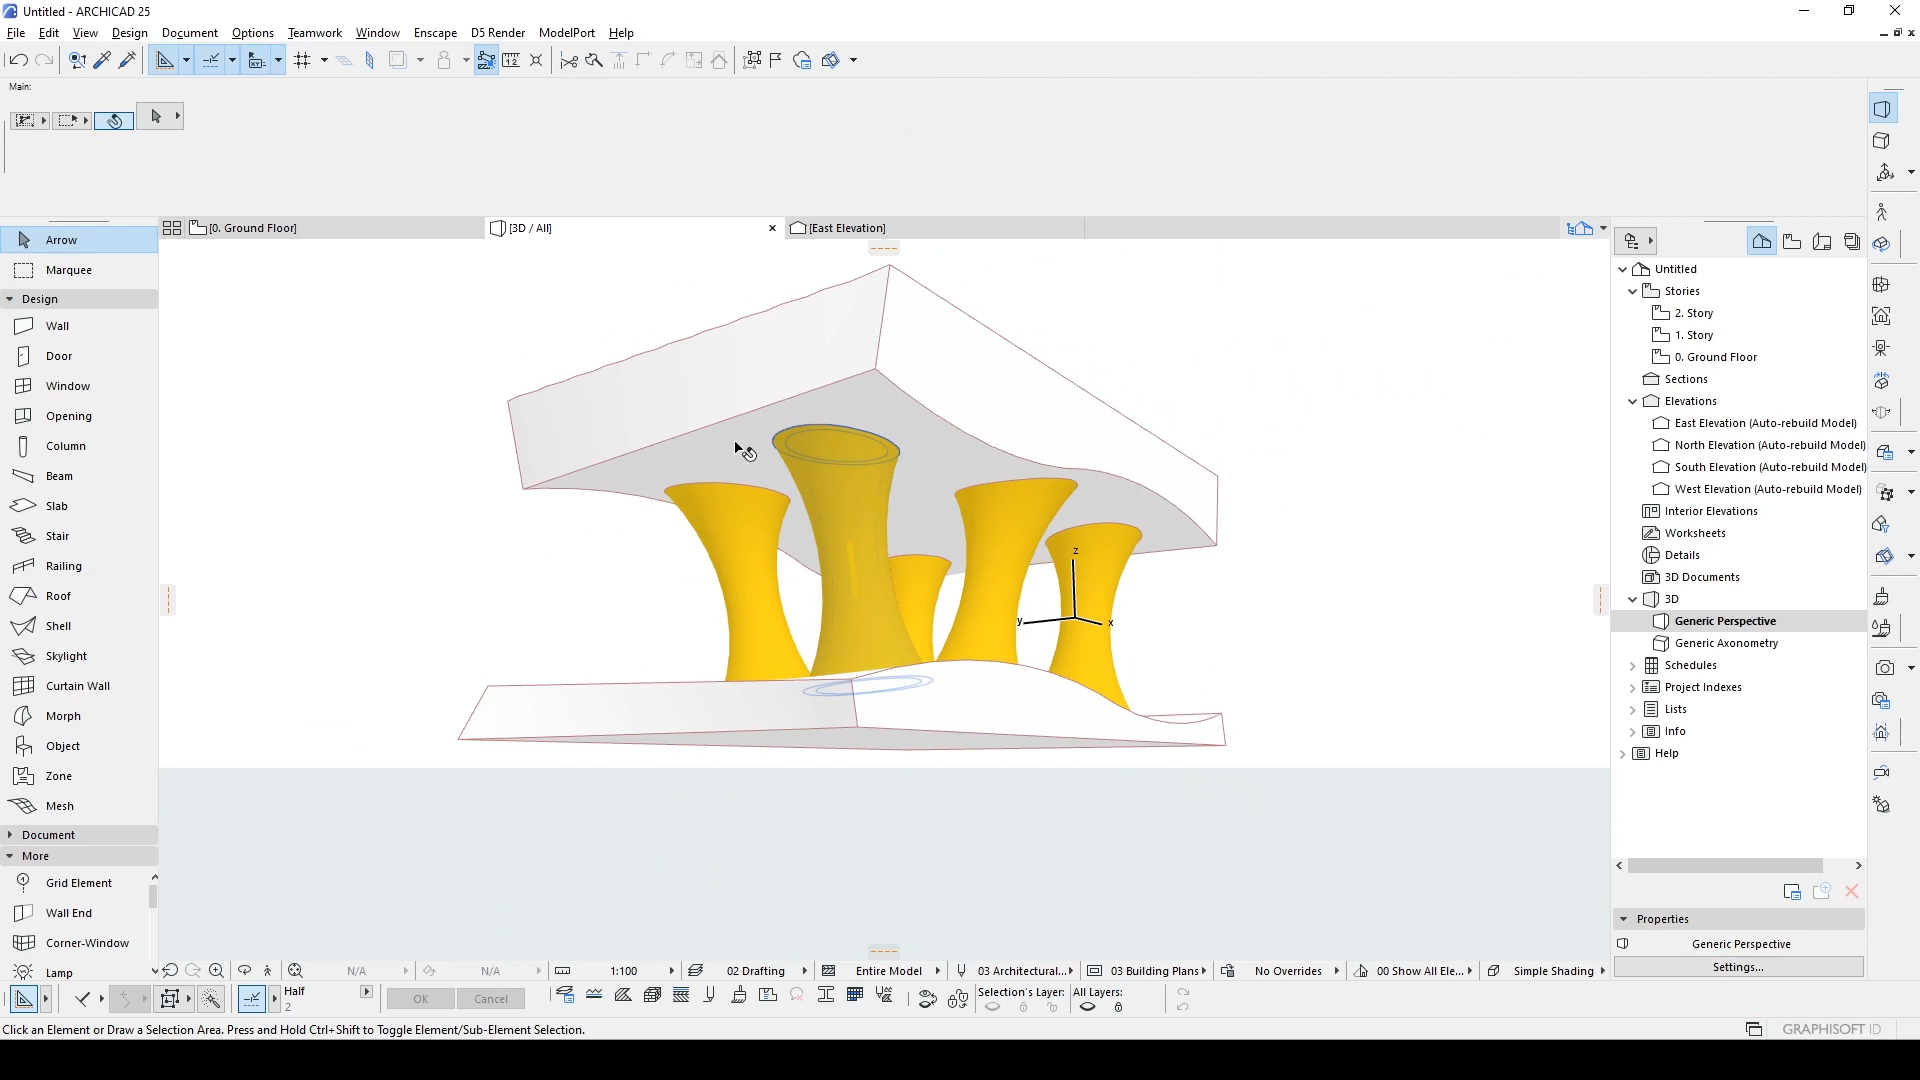 Untitled - ARCHICAD 25
File Edit View Design Document Options Teamwork Window Enscape D5 Render ModelPort Help
Main:
[0. Ground Floor]
[3D / All]
[East Elevation]
Arrow
Marquee
Design
Wall
Door
Window
Opening
Column
Beam
Slab
Stair
Railing
Roof
Shell
Skylight
Curtain Wall
Morph
Object
Zone
Mesh
Document
More
Grid Element
Wall End
Corner-Window
Lamp
z
y
x
Untitled
Stories
2. Story
1. Story
0. Ground Floor
Sections
Elevations
East Elevation (Auto-rebuild Model)
North Elevation (Auto-rebuild Model)
South Elevation (Auto-rebuild Model)
West Elevation (Auto-rebuild Model)
Interior Elevations
Worksheets
Details
3D Documents
3D
Generic Perspective
Generic Axonometry
Schedules
Project Indexes
Lists
Info
Help
Properties
Generic Perspective
Settings...
N/A N/A 1:100 02 Drafting Entire Model 03 Architectural... 03 Building Plans No Overrides 00 Show All Ele... Simple Shading
Half
2
OK Cancel
Selection's Layer: All Layers:
Click an Element or Draw a Selection Area. Press and Hold Ctrl+Shift to Toggle Element/Sub-Element Selection.
GRAPHISOFT ID